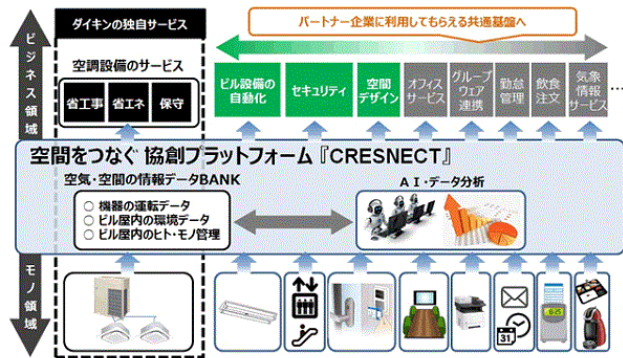 ダイキンの独自サービス
パートナー企業に利用してもらえる共通基盤へ
ビジネス領域
空調設備のサービス
省工事
省エネ
保守
ビル設備の
自動化
セキュリティ
空間
デザイン
オフィス
サービス
グループ
ウェア
連携
勤怠
管理
飲食
注文
気象
情報
サービス
…
空間をつなぐ 協創プラットフォーム『CRESNECT』
空気・空間の情報データBANK
○ 機器の運転データ
○ ビル屋内の環境データ
○ ビル屋内のヒト・モノ管理
AI・データ分析
モノ領域
31